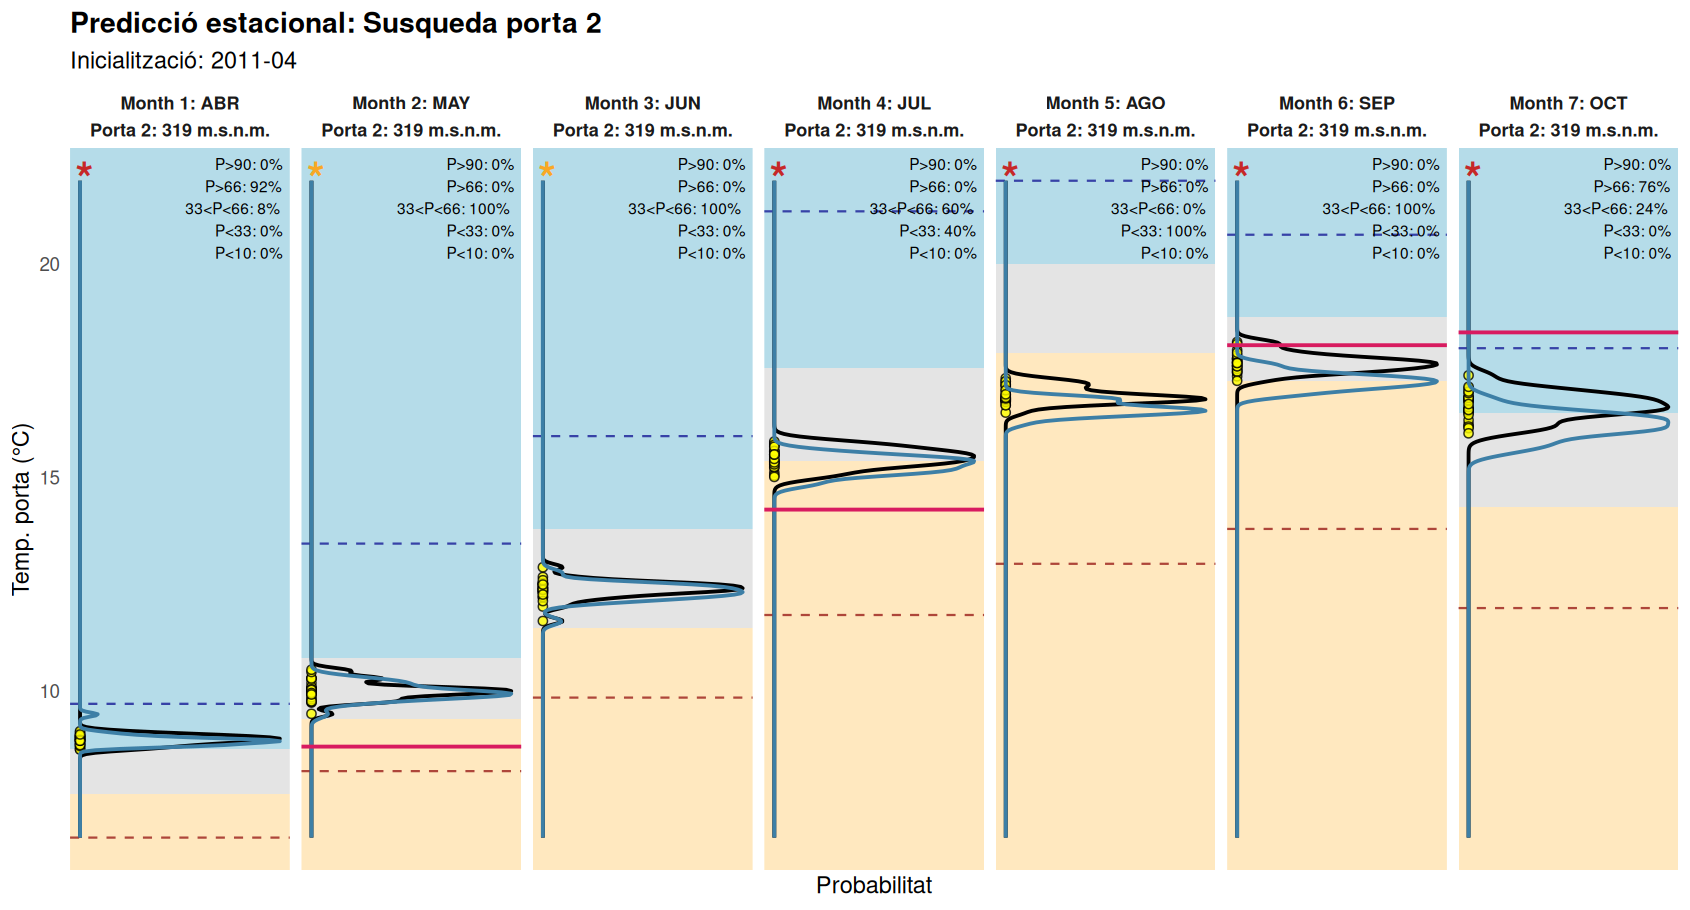 Predicció estacional: Susqueda porta 2
Inicialització: 2011-04
Month 1: ABR
Porta 2: 319 m.s.n.m.
Month 2: MAY
Porta 2: 319 m.s.n.m.
Month 3: JUN
Porta 2: 319 m.s.n.m.
Month 4: JUL
Porta 2: 319 m.s.n.m.
Month 5: AGO
Porta 2: 319 m.s.n.m.
Month 6: SEP
Porta 2: 319 m.s.n.m.
Month 7: OCT
Porta 2: 319 m.s.n.m.
*
P>90: 0%
P>66: 92%
33<P<66: 8%
P<33: 0%
P<10: 0%
*
P>90: 0%
P>66: 0%
33<P<66: 100%
P<33: 0%
P<10: 0%
*
P>90: 0%
P>66: 0%
33<P<66: 100%
P<33: 0%
P<10: 0%
*
P>90: 0%
P>66: 0%
33<P<66: 60%
P<33: 40%
P<10: 0%
*
P>90: 0%
P>66: 0%
33<P<66: 0%
P<33: 100%
P<10: 0%
*
P>90: 0%
P>66: 0%
33<P<66: 100%
P<33: 0%
P<10: 0%
*
P>90: 0%
P>66: 76%
33<P<66: 24%
P<33: 0%
P<10: 0%
20
15
10
Temp. porta (°C)
Probabilitat